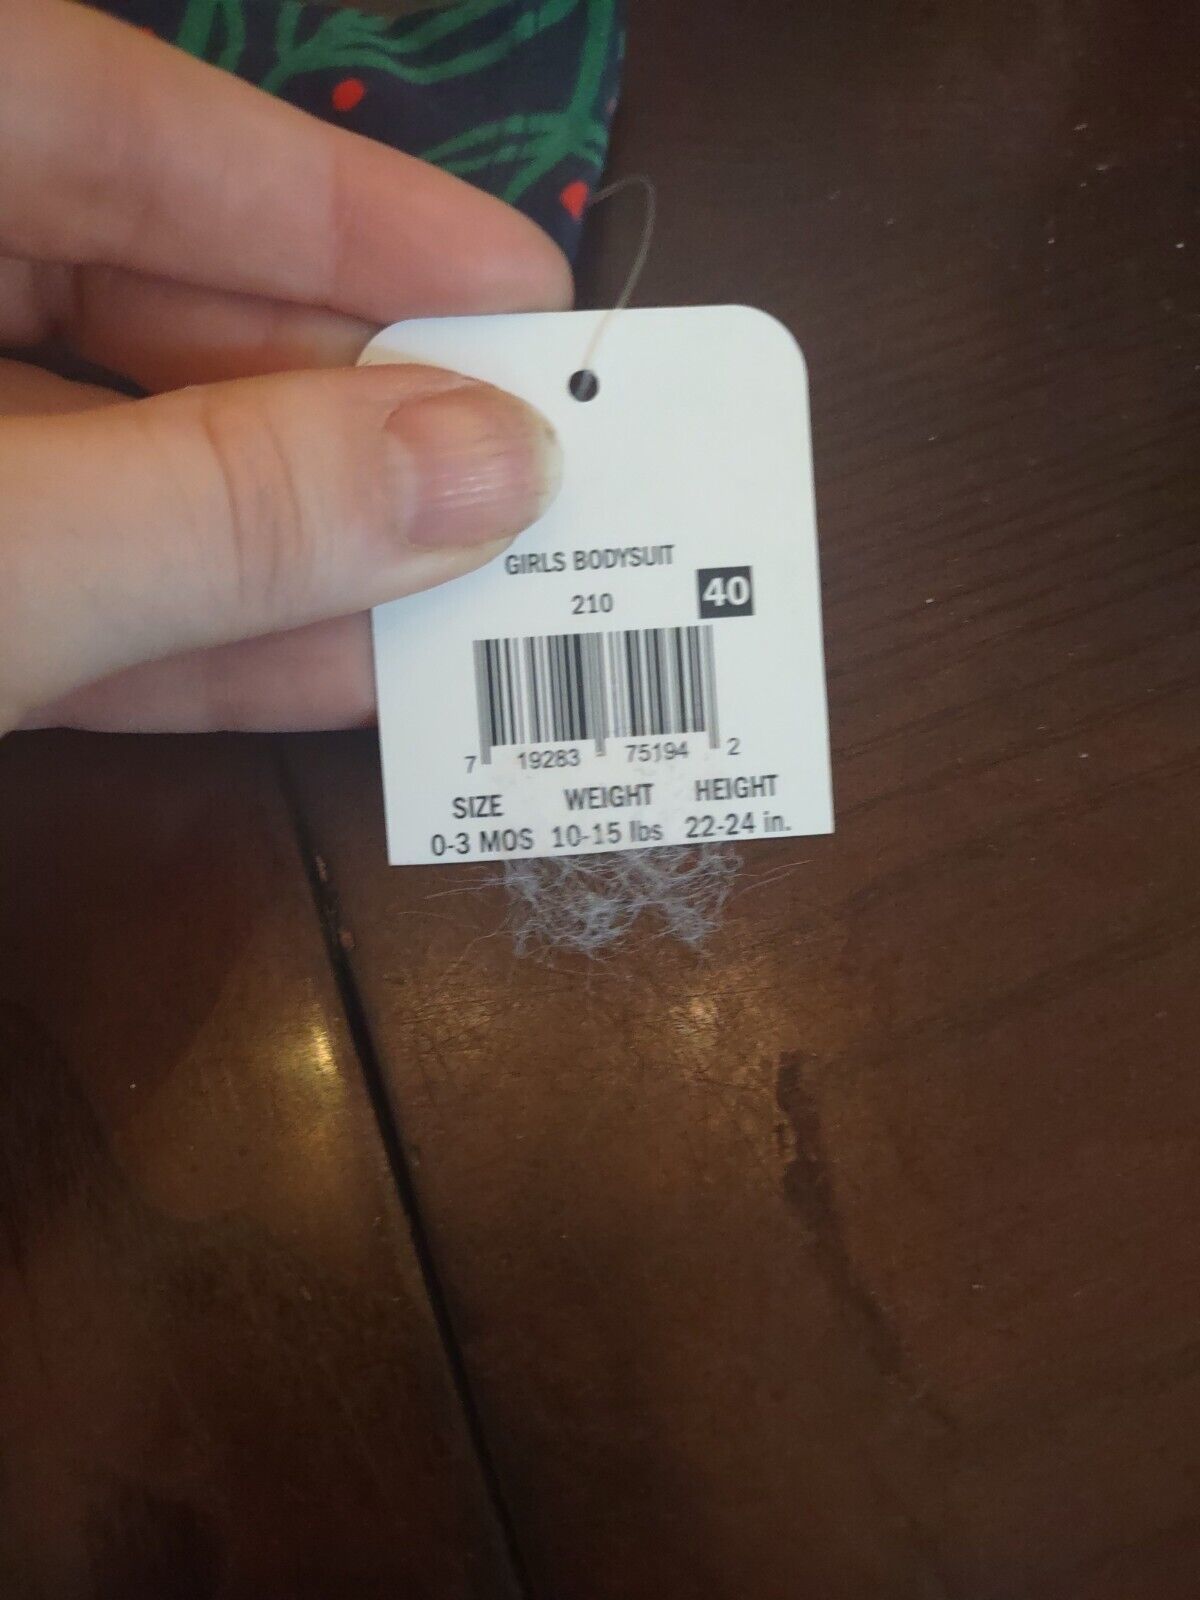 GIRLS BODYSUIT
210 40
7 19283 75194 2
SIZE WEIGHT HEIGHT
0-3 MOS 10-15 lbs 22-24 in.